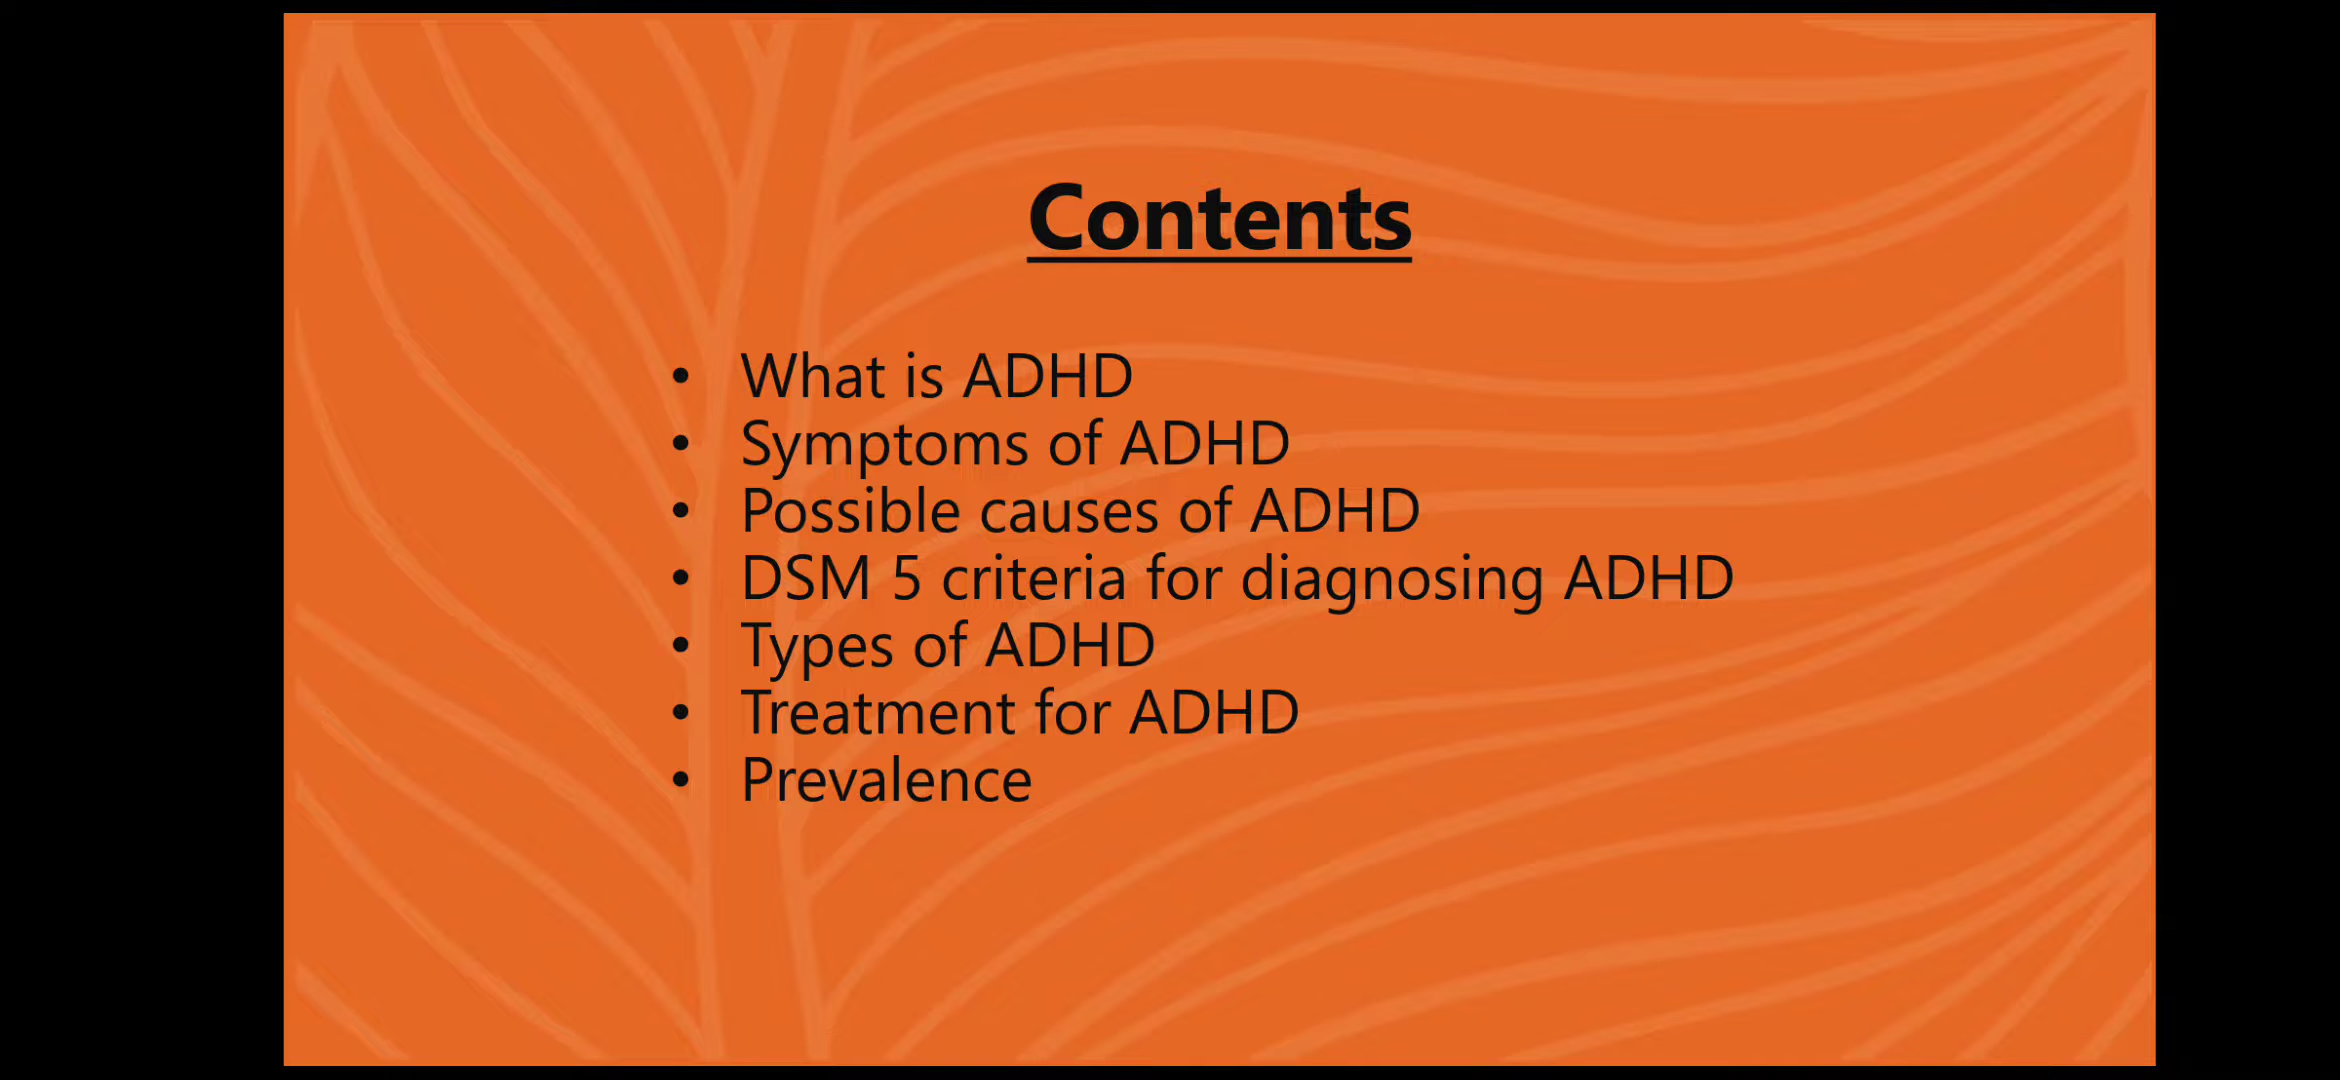 Contents
• What is ADHD
• Symptoms of ADHD
• Possible causes of ADHD
• DSM 5 criteria for diagnosing ADHD
• Types of ADHD
• Treatment for ADHD
• Prevalence